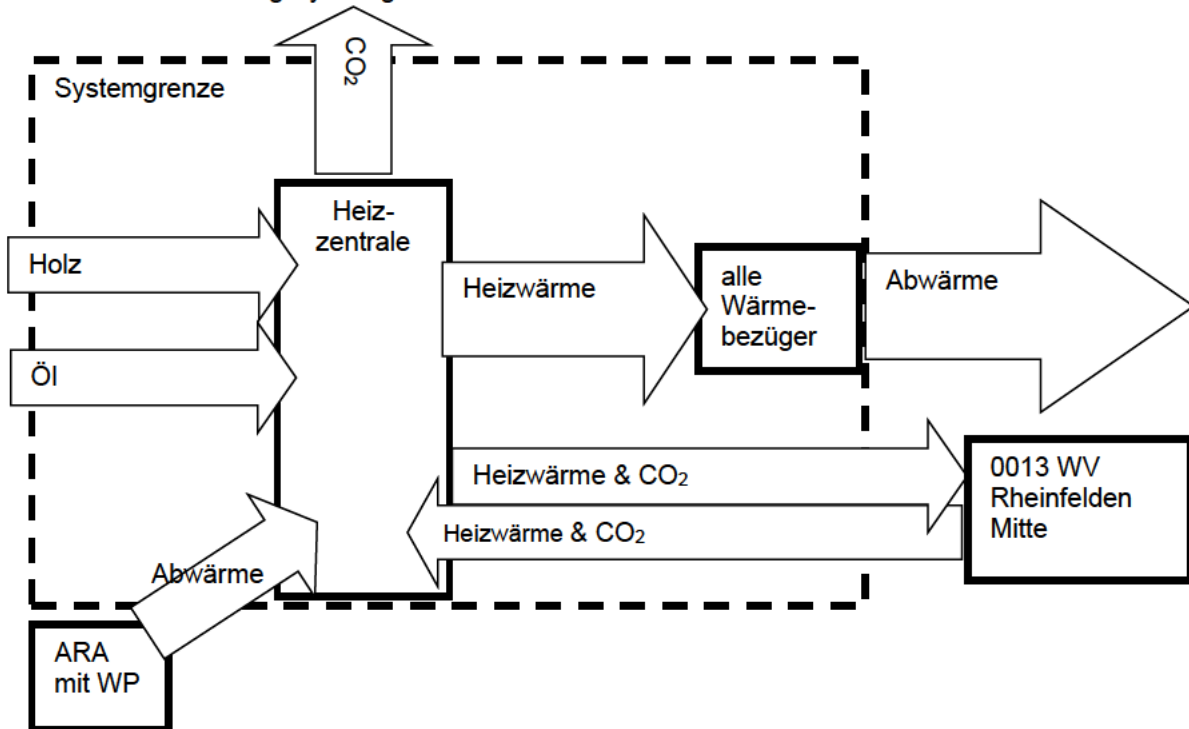 CO₂
Systemgrenze
Heiz-
zentrale
Holz
Heizwärme
alle
Wärme-
bezüger
Abwärme
Öl
Heizwärme & CO₂
0013 WV
Rheinfelden
Mitte
Heizwärme & CO₂
Abwärme
ARA
mit WP